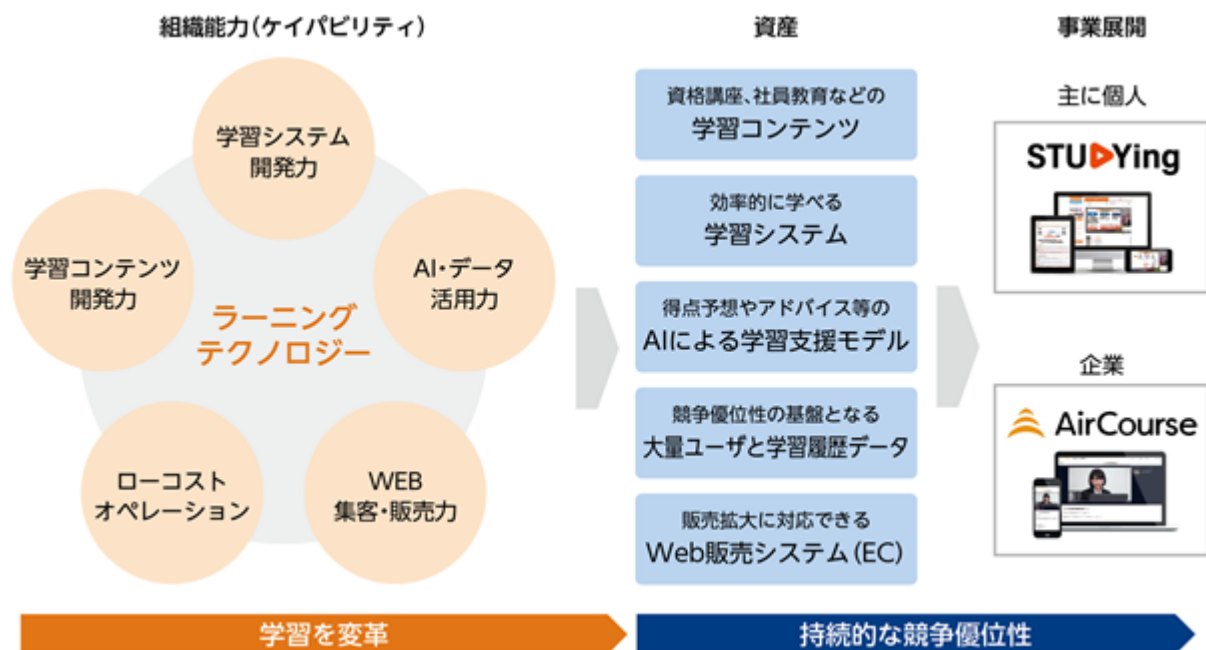 組織能力(ケイパビリティ)
学習システム
開発力
学習コンテンツ
開発力
AI・データ
活用力
ラーニング
テクノロジー
ローコスト
オペレーション
WEB
集客・販売力
資産
資格講座、社員教育などの
学習コンテンツ
効率的に学べる
学習システム
得点予想やアドバイス等の
AIによる学習支援モデル
競争優位性の基盤となる
大量ユーザと学習履歴データ
販売拡大に対応できる
Web販売システム(EC)
事業展開
主に個人
STUDYing
企業
AirCourse
学習を変革
持続的な競争優位性